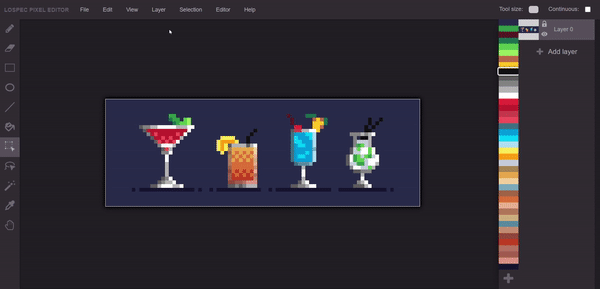 LOSPEC PIXEL EDITOR File Edit View Layer Selection Editor Help Tool size: Continuous:
Layer 0
Add layer